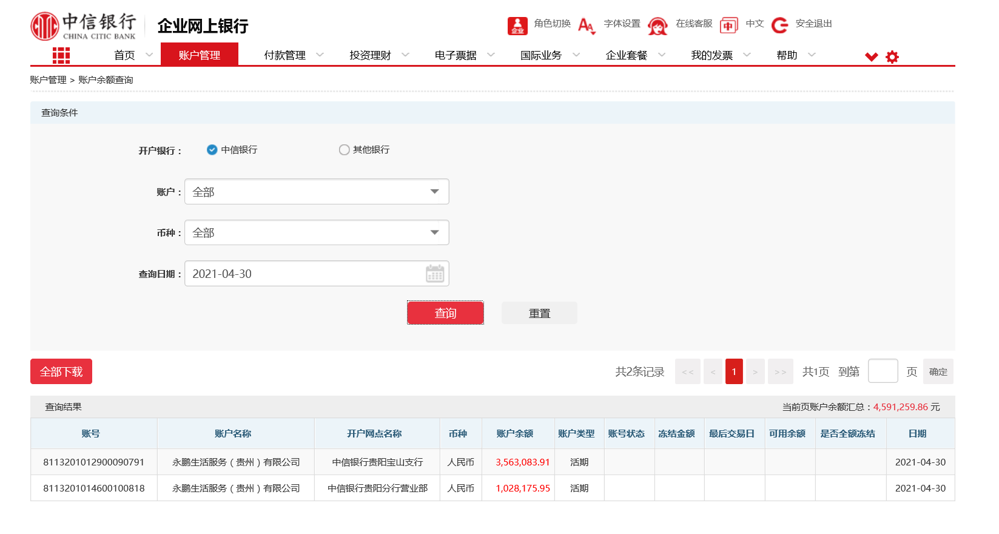 中信银行 企业网上银行
CHINA CITIC BANK
企业 角色切换 字体设置 在线客服 中 中文 安全退出
首页 账户管理 付款管理 投资理财 电子票据 国际业务 企业套餐 我的发票 帮助
账户管理 > 账户余额查询
查询条件
开户银行： 中信银行 其他银行
账户： 全部
币种： 全部
查询日期： 2021-04-30
查询 重置
全部下载 共2条记录 << < 1 > >> 共1页 到第 页 确定
查询结果 当前页账户余额汇总：4,591,259.86 元
账号 账户名称 开户网点名称 币种 账户余额 账户类型 账号状态 冻结金额 最后交易日 可用余额 是否全额冻结 日期
8113201012900090791 永鹏生活服务（贵州）有限公司 中信银行贵阳宝山支行 人民币 3,563,083.91 活期 2021-04-30
8113201014600100818 永鹏生活服务（贵州）有限公司 中信银行贵阳分行营业部 人民币 1,028,175.95 活期 2021-04-30